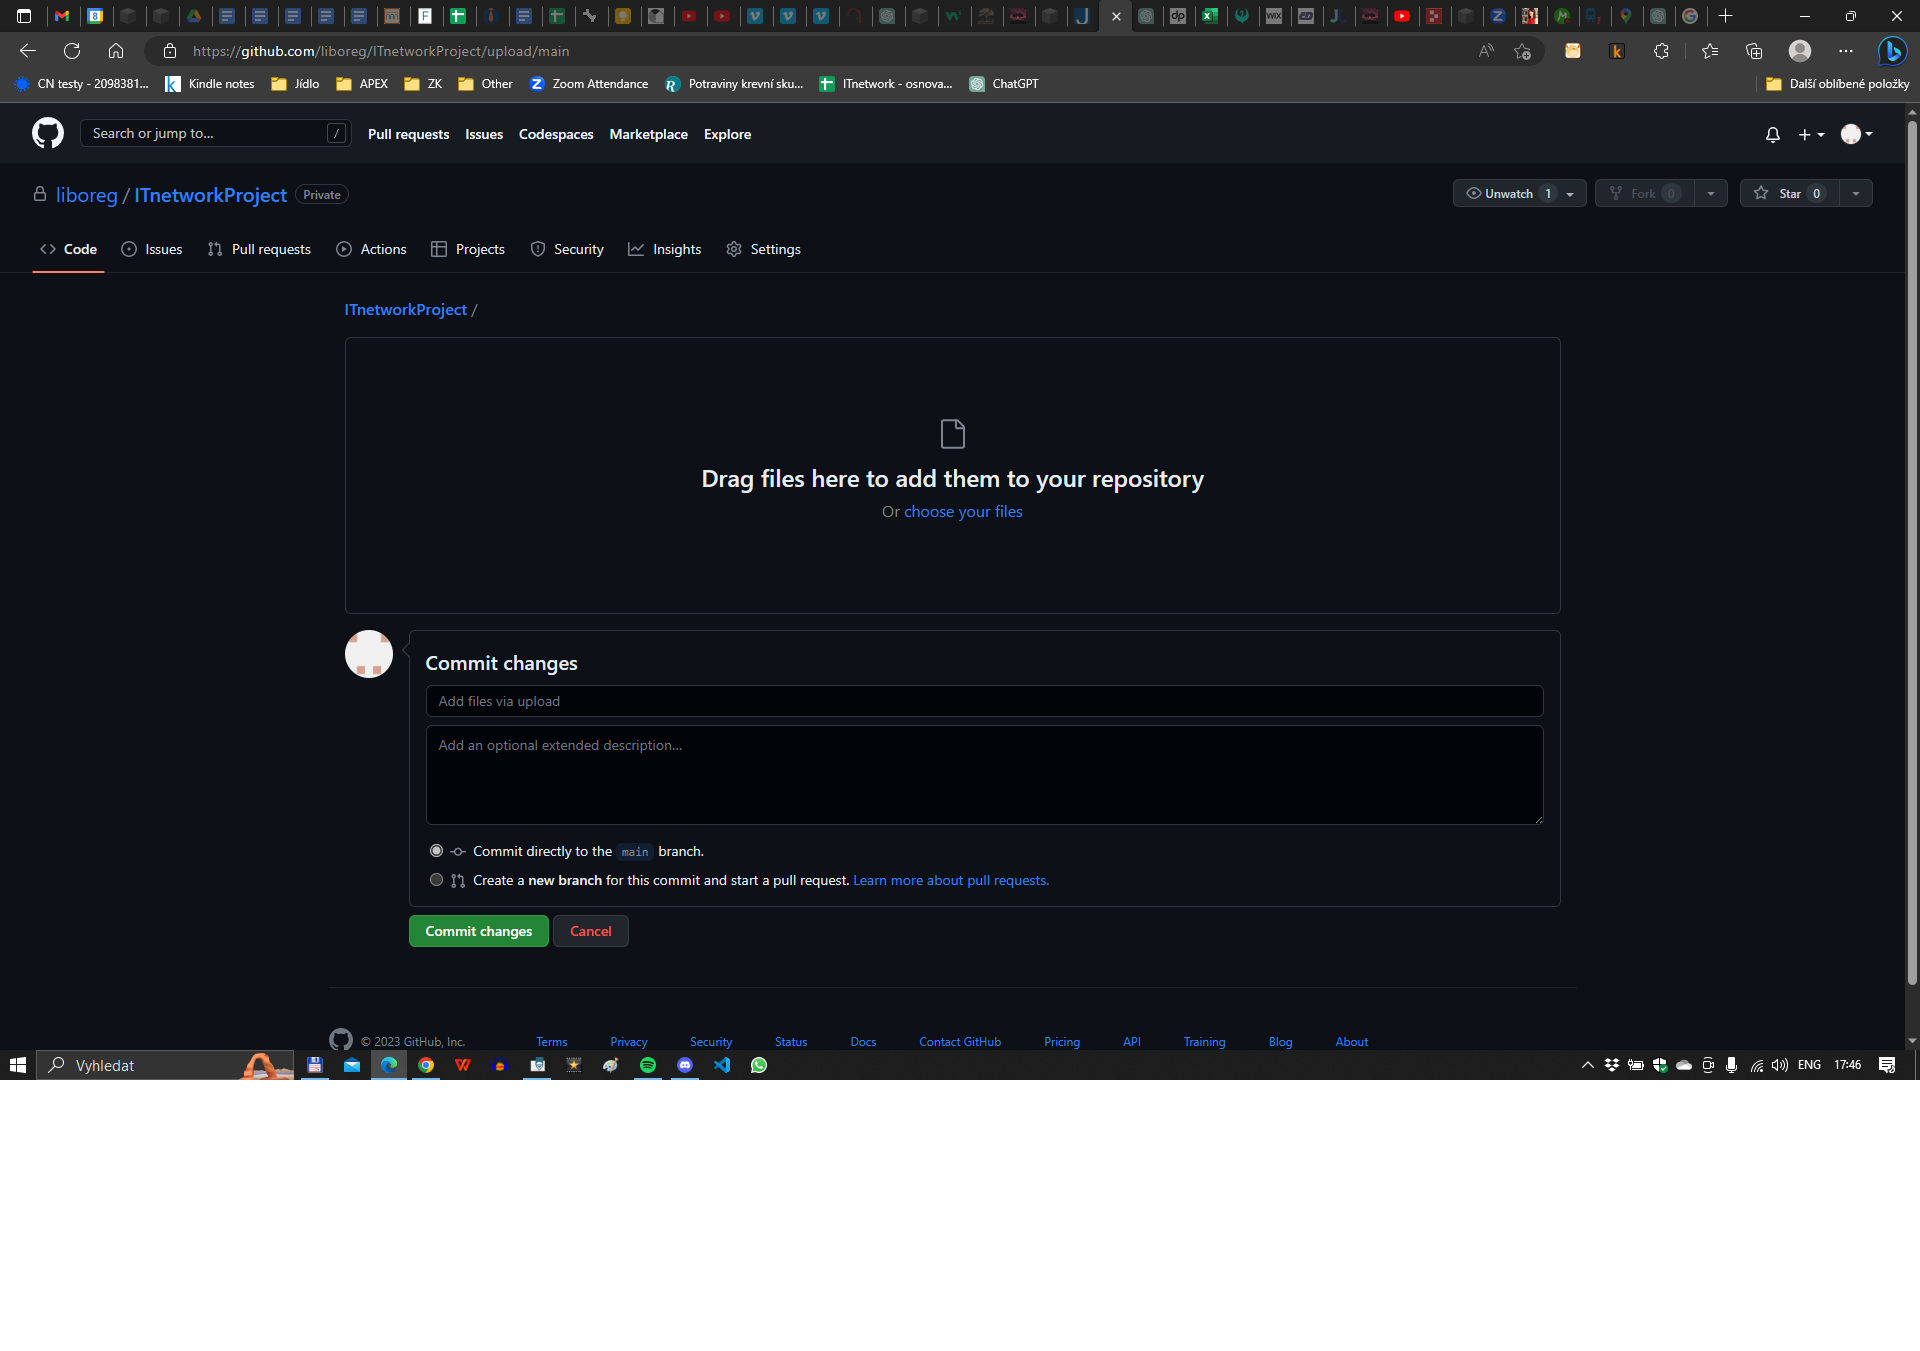 https://github.com/liboreg/ITnetworkProject/upload/main
CN testy - 2098381...
Kindle notes
Jídlo
APEX
ZK
Other
Zoom Attendance
Potraviny krevní sku...
ITnetwork - osnova...
ChatGPT
Další oblíbené položky
Search or jump to...
/
Pull requests
Issues
Codespaces
Marketplace
Explore
liboreg / ITnetworkProject Private
Unwatch 1
Fork 0
Star 0
Code
Issues
Pull requests
Actions
Projects
Security
Insights
Settings
ITnetworkProject /
Drag files here to add them to your repository
Or choose your files
Commit changes
Add files via upload
Add an optional extended description...
Commit directly to the main branch.
Create a new branch for this commit and start a pull request. Learn more about pull requests.
Commit changes
Cancel
© 2023 GitHub, Inc.
Terms
Privacy
Security
Status
Docs
Contact GitHub
Pricing
API
Training
Blog
About
Vyhledat
ENG
17:46